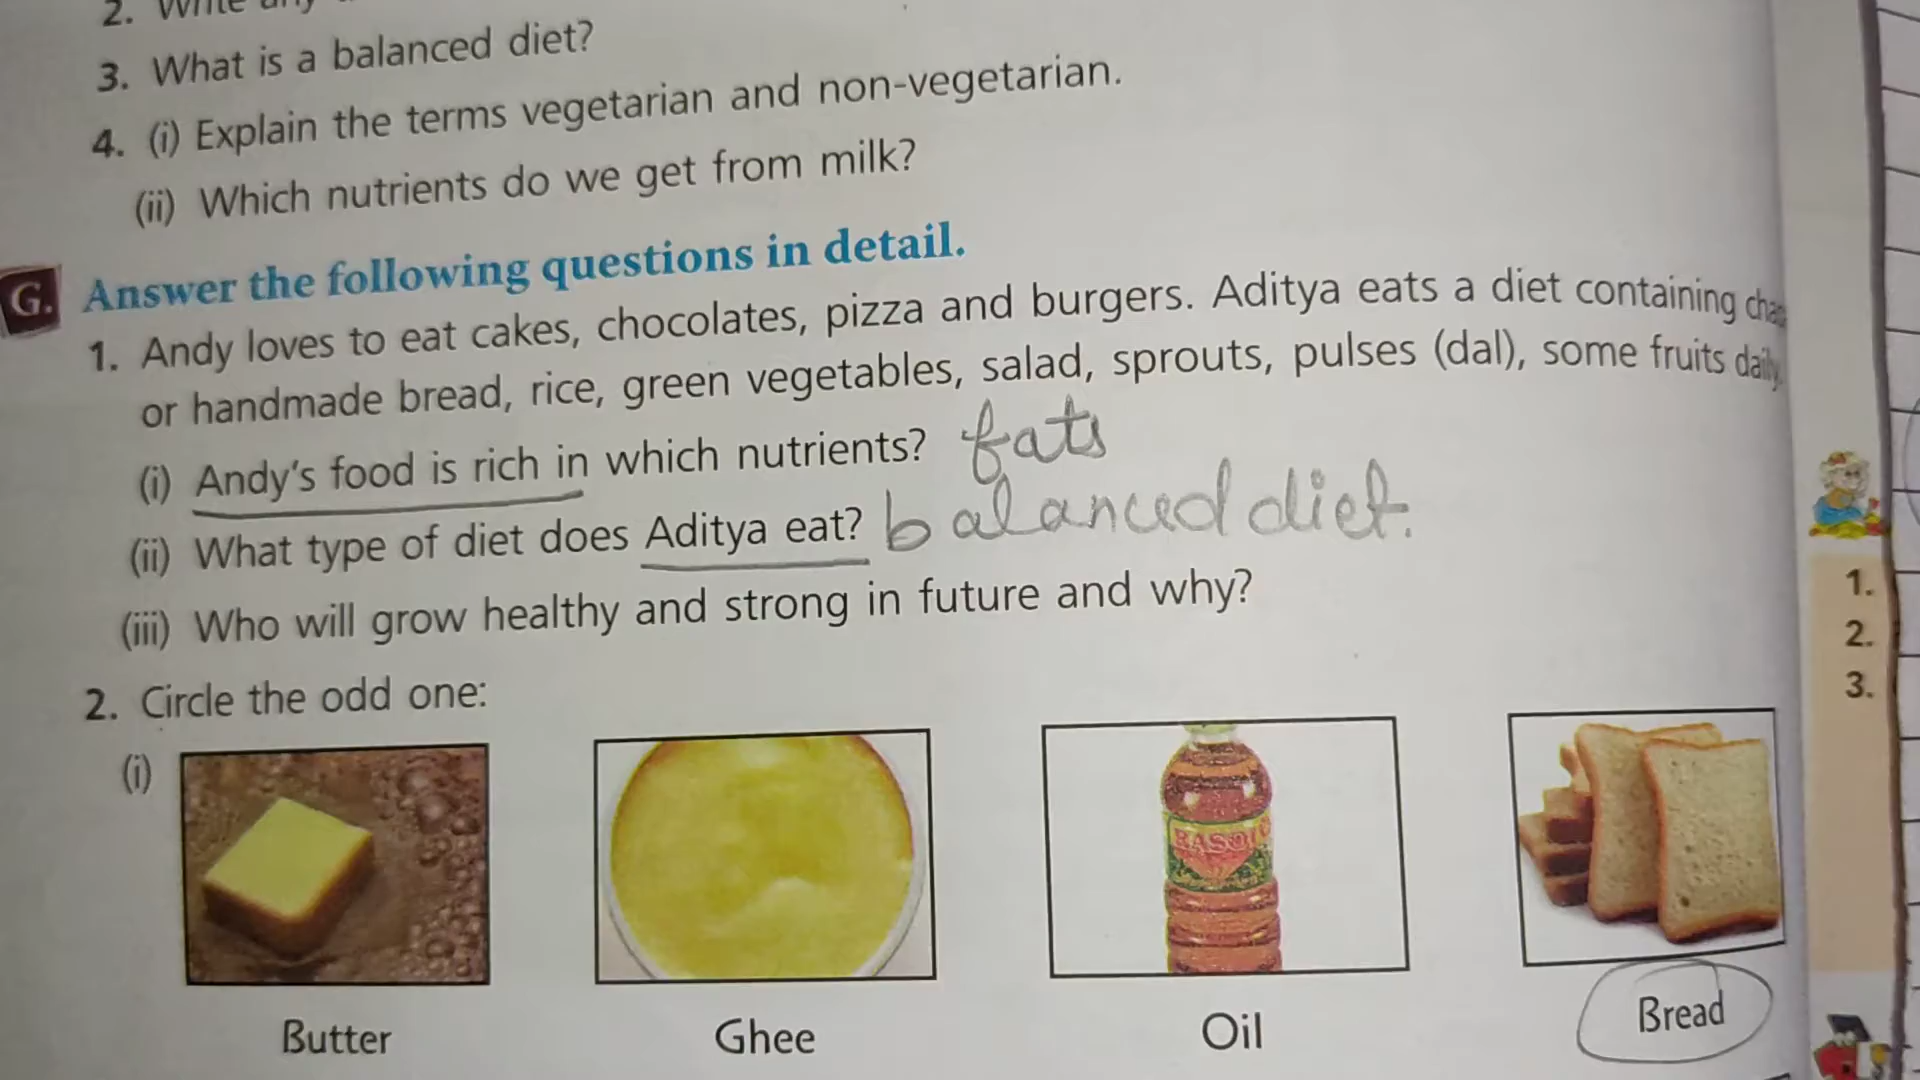 2. Write any
3. What is a balanced diet?
4. (i) Explain the terms vegetarian and non-vegetarian.
(ii) Which nutrients do we get from milk?
G. Answer the following questions in detail.
1. Andy loves to eat cakes, chocolates, pizza and burgers. Aditya eats a diet containing
or handmade bread, rice, green vegetables, salad, sprouts, pulses (dal), some fruits daily.
(i) Andy's food is rich in which nutrients? fats
(ii) What type of diet does Aditya eat? balanced diet.
(iii) Who will grow healthy and strong in future and why?
2. Circle the odd one:
(i)
Butter Ghee Oil Bread
1.
2.
3.